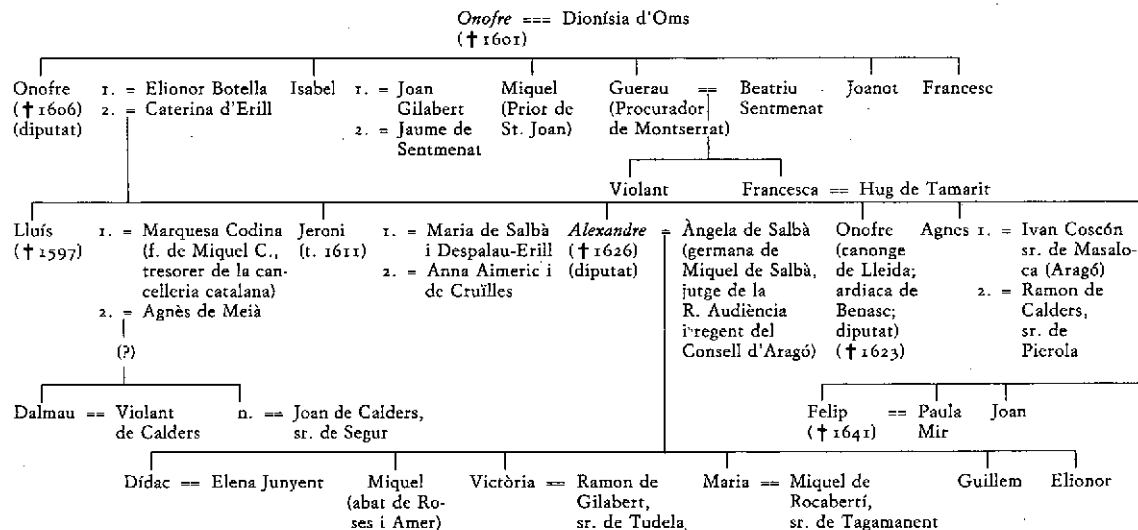 Onofre === Dionísia d'Oms
(† 1601)
Onofre 1. = Elionor Botella Isabel 1. = Joan Miquel Guerau == Beatriu Joanot Francesc
(† 1606) 2. = Caterina d'Erill Gilabert (Prior de (Procurador Sentmenat
(diputat) 2. = Jaume de St. Joan) de Montserrat)
Sentmenat
Violant Francesca == Hug de Tamarit
Lluís 1. = Marquesa Codina Jeroni 1. = Maria de Salbà Alexandre = Àngela de Salbà Onofre Agnes 1. = Ivan Coscón
(† 1597) (f. de Miquel C., (t. 1611) i Despalau-Erill († 1626) (germana de (canonge sr. de Masalo-
tresorer de la can- 2. = Anna Aimeric i (diputat) Miquel de Salbà, de Lleida; ca (Aragó)
celleria catalana) de Cruïlles jutge de la ardiaca de 2. = Ramon de
2. = Agnès de Meià R. Audiència Benasc; Calders,
i regent del diputat) sr. de
(?) Consell d'Aragó) († 1623) Pierola
Dalmau == Violant n. == Joan de Calders, Felip == Paula Joan
de Calders sr. de Segur († 1641) Mir
Dídac == Elena Junyent Miquel Victòria == Ramon de Maria == Miquel de Guillem Elionor
(abat de Ro- Gilabert, Rocabertí,
ses i Amer) sr. de Tudela, sr. de Tagamanent